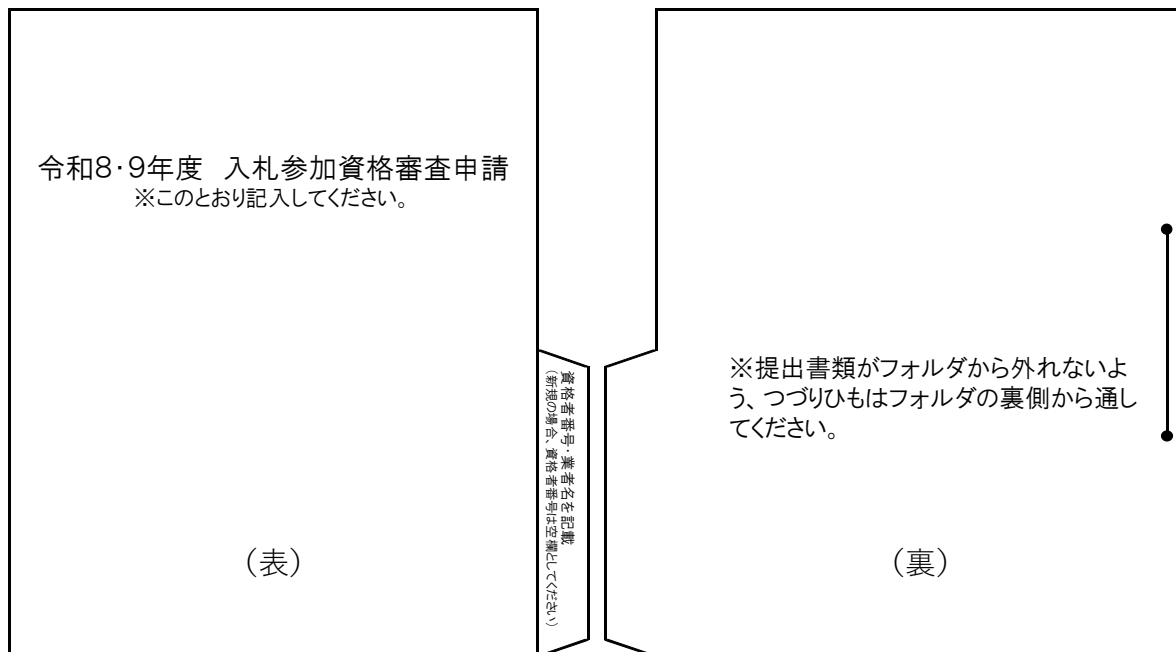 令和8・9年度　入札参加資格審査申請
※このとおり記入してください。
（表）
資格者番号・業者名を記載
（新規の場合、資格者番号は空欄としてください）
※提出書類がフォルダから外れないよ
う、つづりひもはフォルダの裏側から通し
てください。
（裏）